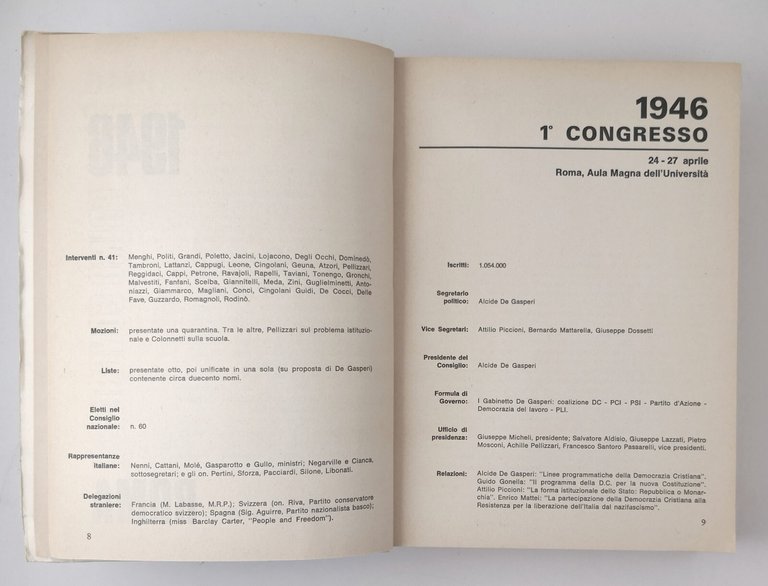 Interventi n. 41: Menghi, Politi, Grandi, Poletto, Jacini, Lojacono, Degli Occhi, Dominedò,
Tambroni, Lattanzi, Cappugi, Leone, Cingolani, Geuna, Atzori, Pellizzari,
Reggidaci, Cappi, Petrone, Ravajoli, Rapelli, Taviani, Tonengo, Gronchi,
Malvestiti, Fanfani, Scelba, Giannitelli, Meda, Zini, Guglielminetti, Anto-
niazzi, Giammarco, Magliani, Conci, Cingolani Guidi, De Cocci, Delle
Fave, Guzzardo, Romagnoli, Rodinò.
Mozioni: presentate una quarantina. Tra le altre, Pellizzari sul problema istituzio-
nale e Colonnetti sulla scuola.
Liste: presentate otto, poi unificate in una sola (su proposta di De Gasperi)
contenente circa duecento nomi.
Eletti nel
Consiglio
nazionale: n. 60
Rappresentanze
italiane: Nenni, Cattani, Molé, Gasparotto e Gullo, ministri; Negarville e Cianca,
sottosegretari; e gli on. Pertini, Sforza, Pacciardi, Silone, Libonati.
Delegazioni
straniere: Francia (M. Labasse, M.R.P.); Svizzera (on. Riva, Partito conservatore
democratico svizzero); Spagna (Sig. Aguirre, Partito nazionalista basco);
Inghilterra (miss Barclay Carter, "People and Freedom").
8
1946
1° CONGRESSO
24 - 27 aprile
Roma, Aula Magna dell'Università
Iscritti: 1.054.000
Segretario
politico: Alcide De Gasperi
Vice Segretari: Attilio Piccioni, Bernardo Mattarella, Giuseppe Dossetti
Presidente del
Consiglio: Alcide De Gasperi
Formula di
Governo: I Gabinetto De Gasperi: coalizione DC - PCI - PSI - Partito d'Azione -
Democrazia del lavoro - PLI.
Ufficio di
presidenza: Giuseppe Micheli, presidente; Salvatore Aldisio, Giuseppe Lazzati, Pietro
Mosconi, Achille Pellizzari, Francesco Santoro Passarelli, vice presidenti.
Relazioni: Alcide De Gasperi: "Linee programmatiche della Democrazia Cristiana".
Guido Gonella: "Il programma della D.C. per la nuova Costituzione".
Attilio Piccioni: "La forma istituzionale dello Stato: Repubblica o Monar-
chia". Enrico Mattei: "La partecipazione della Democrazia Cristiana alla
Resistenza per la liberazione dell'Italia dal nazifascismo".
9